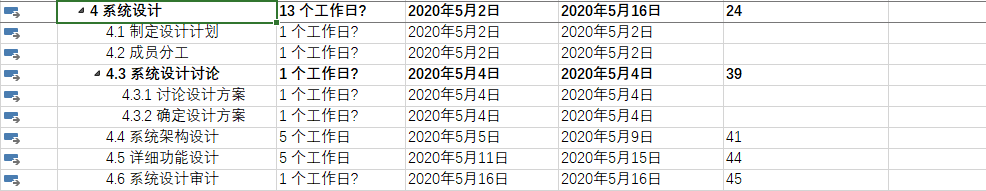 4 系统设计 13 个工作日? 2020年5月2日 2020年5月16日 24
4.1 制定设计计划 1 个工作日? 2020年5月2日 2020年5月2日
4.2 成员分工 1 个工作日? 2020年5月2日 2020年5月2日
4.3 系统设计讨论 1 个工作日? 2020年5月4日 2020年5月4日 39
4.3.1 讨论设计方案 1 个工作日? 2020年5月4日 2020年5月4日
4.3.2 确定设计方案 1 个工作日? 2020年5月4日 2020年5月4日
4.4 系统架构设计 5 个工作日 2020年5月5日 2020年5月9日 41
4.5 详细功能设计 5 个工作日 2020年5月11日 2020年5月15日 44
4.6 系统设计审计 1 个工作日? 2020年5月16日 2020年5月16日 45